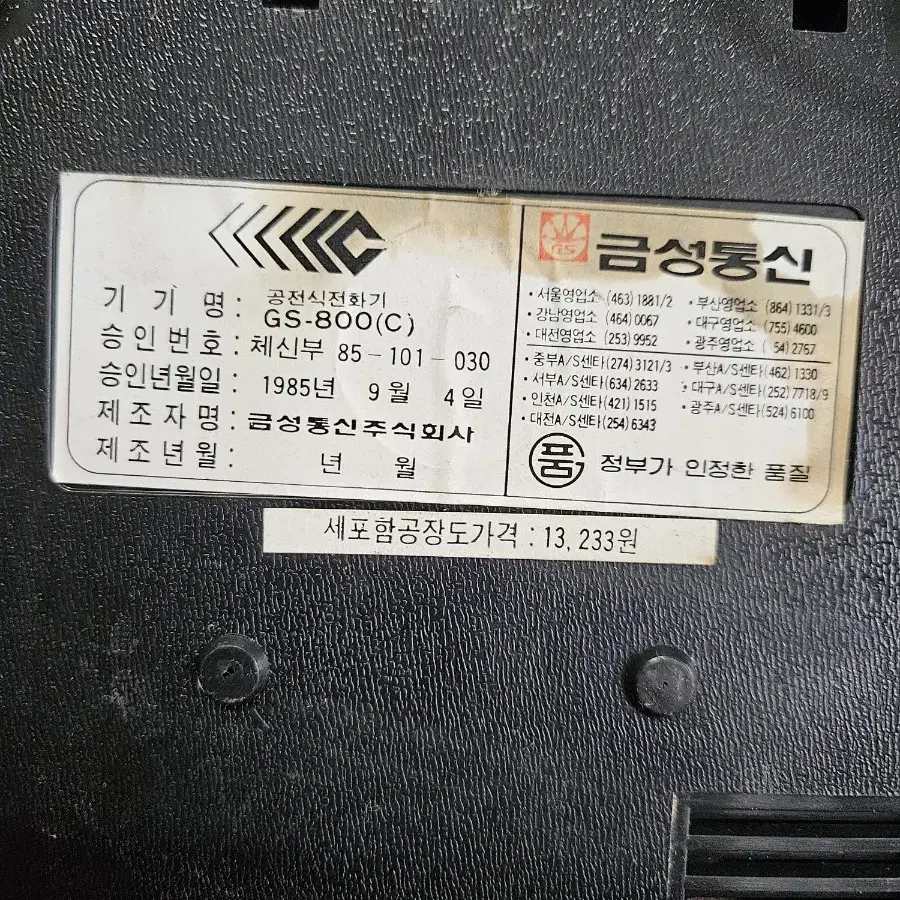 기 기 명 : 공전식전화기
GS-800(C)
승인번호 : 체신부 85-101-030
승인년월일 : 1985년 9월 4일
제조자명 : 금성통신주식회사
제조년월 : 년 월
GS 금성통신
• 서울영업소 (463) 1881/2 • 부산영업소 (864) 1331/3
• 강남영업소 (464) 0067 • 대구영업소 (755) 4600
• 대전영업소 (253) 9952 • 광주영업소 ( 54) 2767
• 중부A/S센타(274) 3121/3 • 부산A/S센타(462) 1330
• 서부A/S센타(634) 2633 • 대구A/S센타(252) 7718/9
• 인천A/S센타(421) 1515 • 광주A/S센타(524) 6100
• 대전A/S센타(254) 6343
품 정부가 인정한 품질
세포함공장도가격 : 13,233원